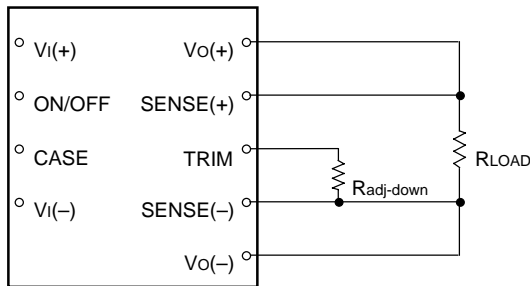 VI(+) VO(+)
ON/OFF SENSE(+)
CASE TRIM RLOAD
Radj-down
VI(–) SENSE(–)
VO(–)